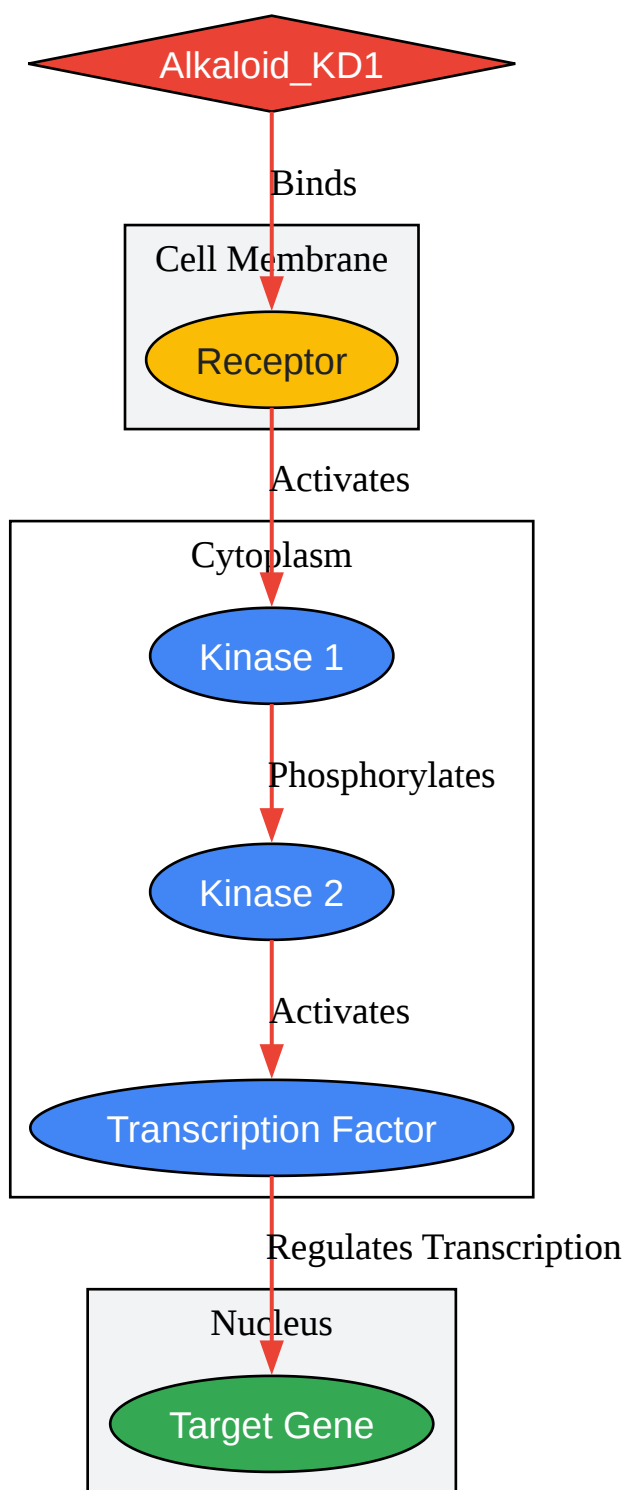 Alkaloid_KD1
Binds
Cell Membrane
Receptor
Activates
Cytoplasm
Kinase 1
Phosphorylates
Kinase 2
Activates
Transcription Factor
Regulates Transcription
Nucleus
Target Gene